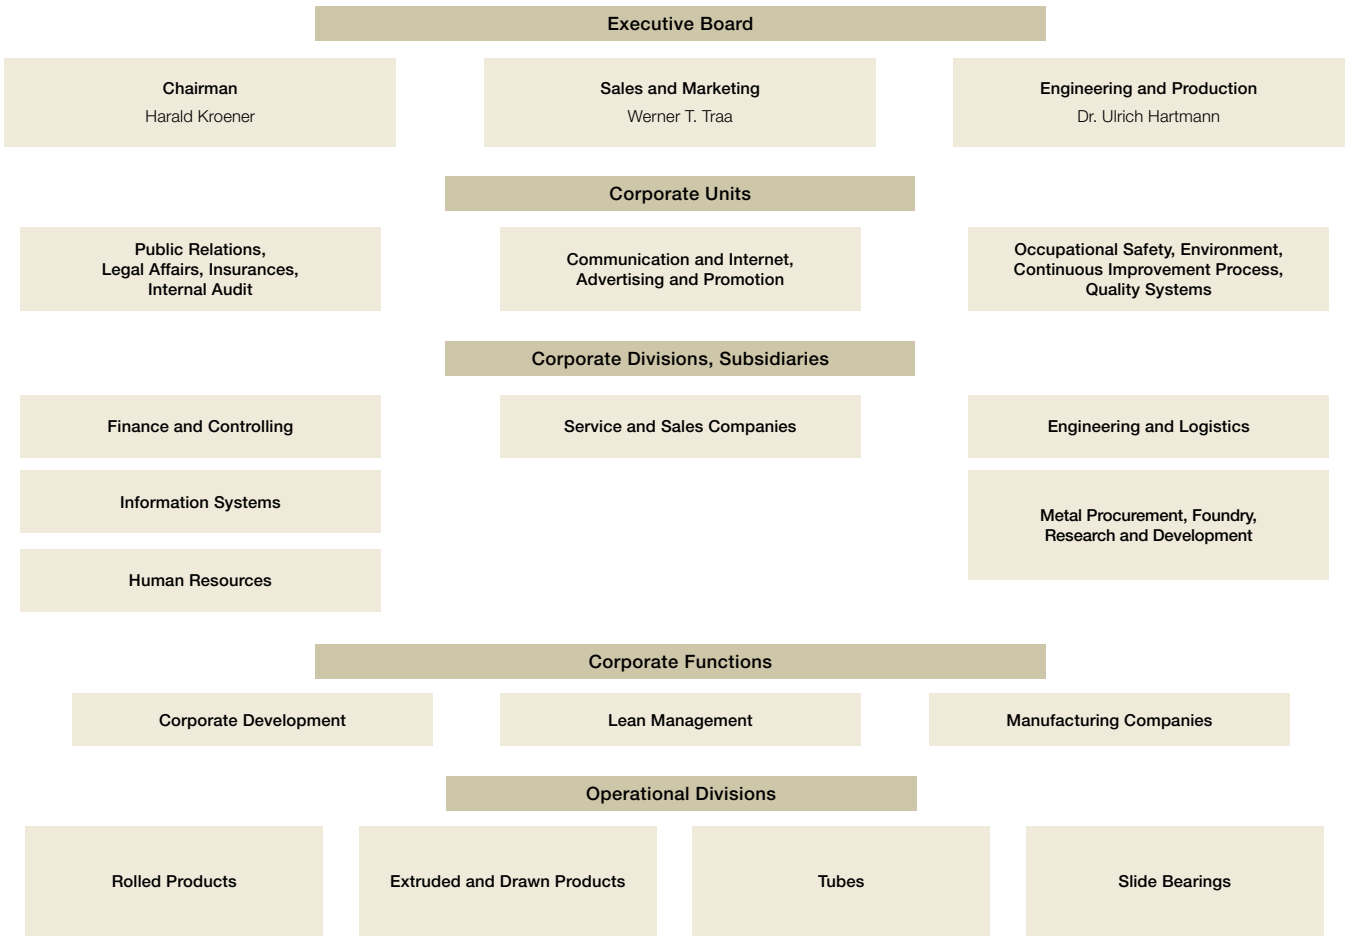 Executive Board
Chairman
Harald Kroener
Sales and Marketing
Werner T. Traa
Engineering and Production
Dr. Ulrich Hartmann
Corporate Units
Public Relations,
Legal Affairs, Insurances,
Internal Audit
Communication and Internet,
Advertising and Promotion
Occupational Safety, Environment,
Continuous Improvement Process,
Quality Systems
Corporate Divisions, Subsidiaries
Finance and Controlling
Service and Sales Companies
Engineering and Logistics
Information Systems
Metal Procurement, Foundry,
Research and Development
Human Resources
Corporate Functions
Corporate Development
Lean Management
Manufacturing Companies
Operational Divisions
Rolled Products
Extruded and Drawn Products
Tubes
Slide Bearings